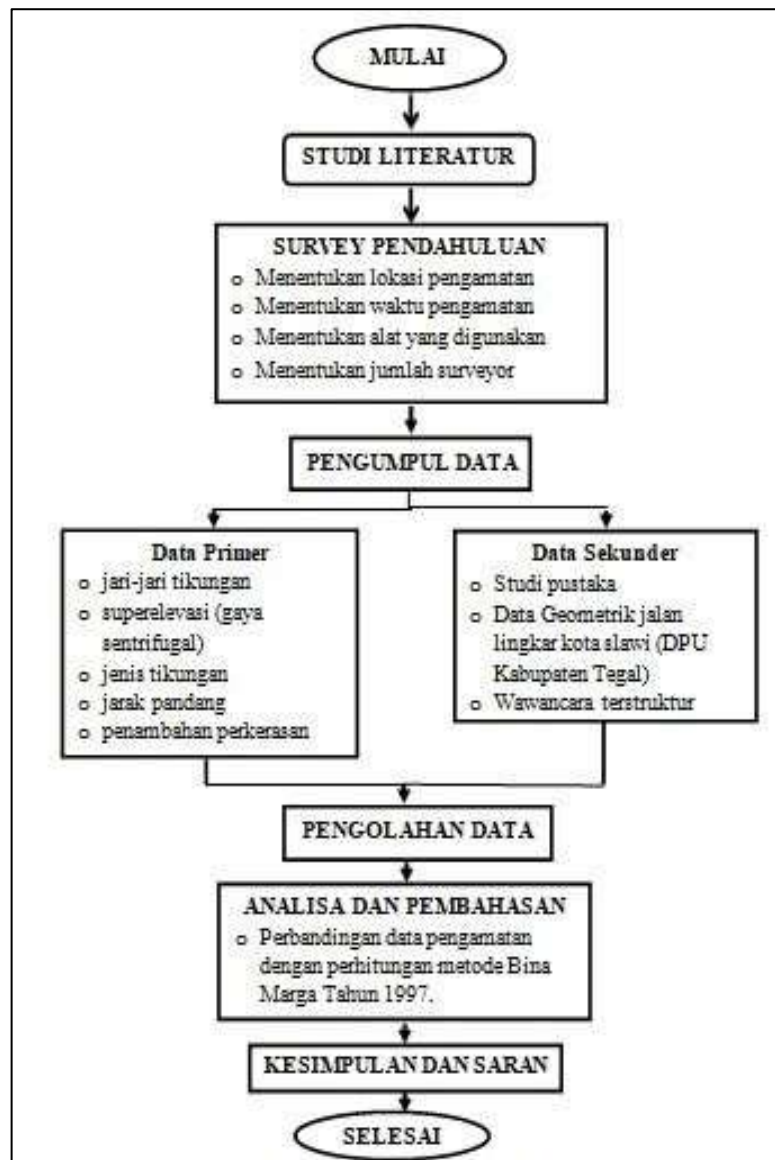 MULAI
STUDI LITERATUR
SURVEY PENDAHULUAN
o Menentukan lokasi pengamatan
o Menentukan waktu pengamatan
o Menentukan alat yang digunakan
o Menentukan jumlah surveyor
PENGUMPUL DATA
Data Primer
o jari-jari tikungan
o superelevasi (gaya
sentrifugal)
o jenis tikungan
o jarak pandang
o penambahan perkerasan
Data Sekunder
o Studi pustaka
o Data Geometrik jalan
lingkar kota slawi (DPU
Kabupaten Tegal)
o Wawancara terstruktur
PENGOLAHAN DATA
ANALISA DAN PEMBAHASAN
o Perbandingan data pengamatan
dengan perhitungan metode Bina
Marga Tahun 1997.
KESIMPULAN DAN SARAN
SELESAI